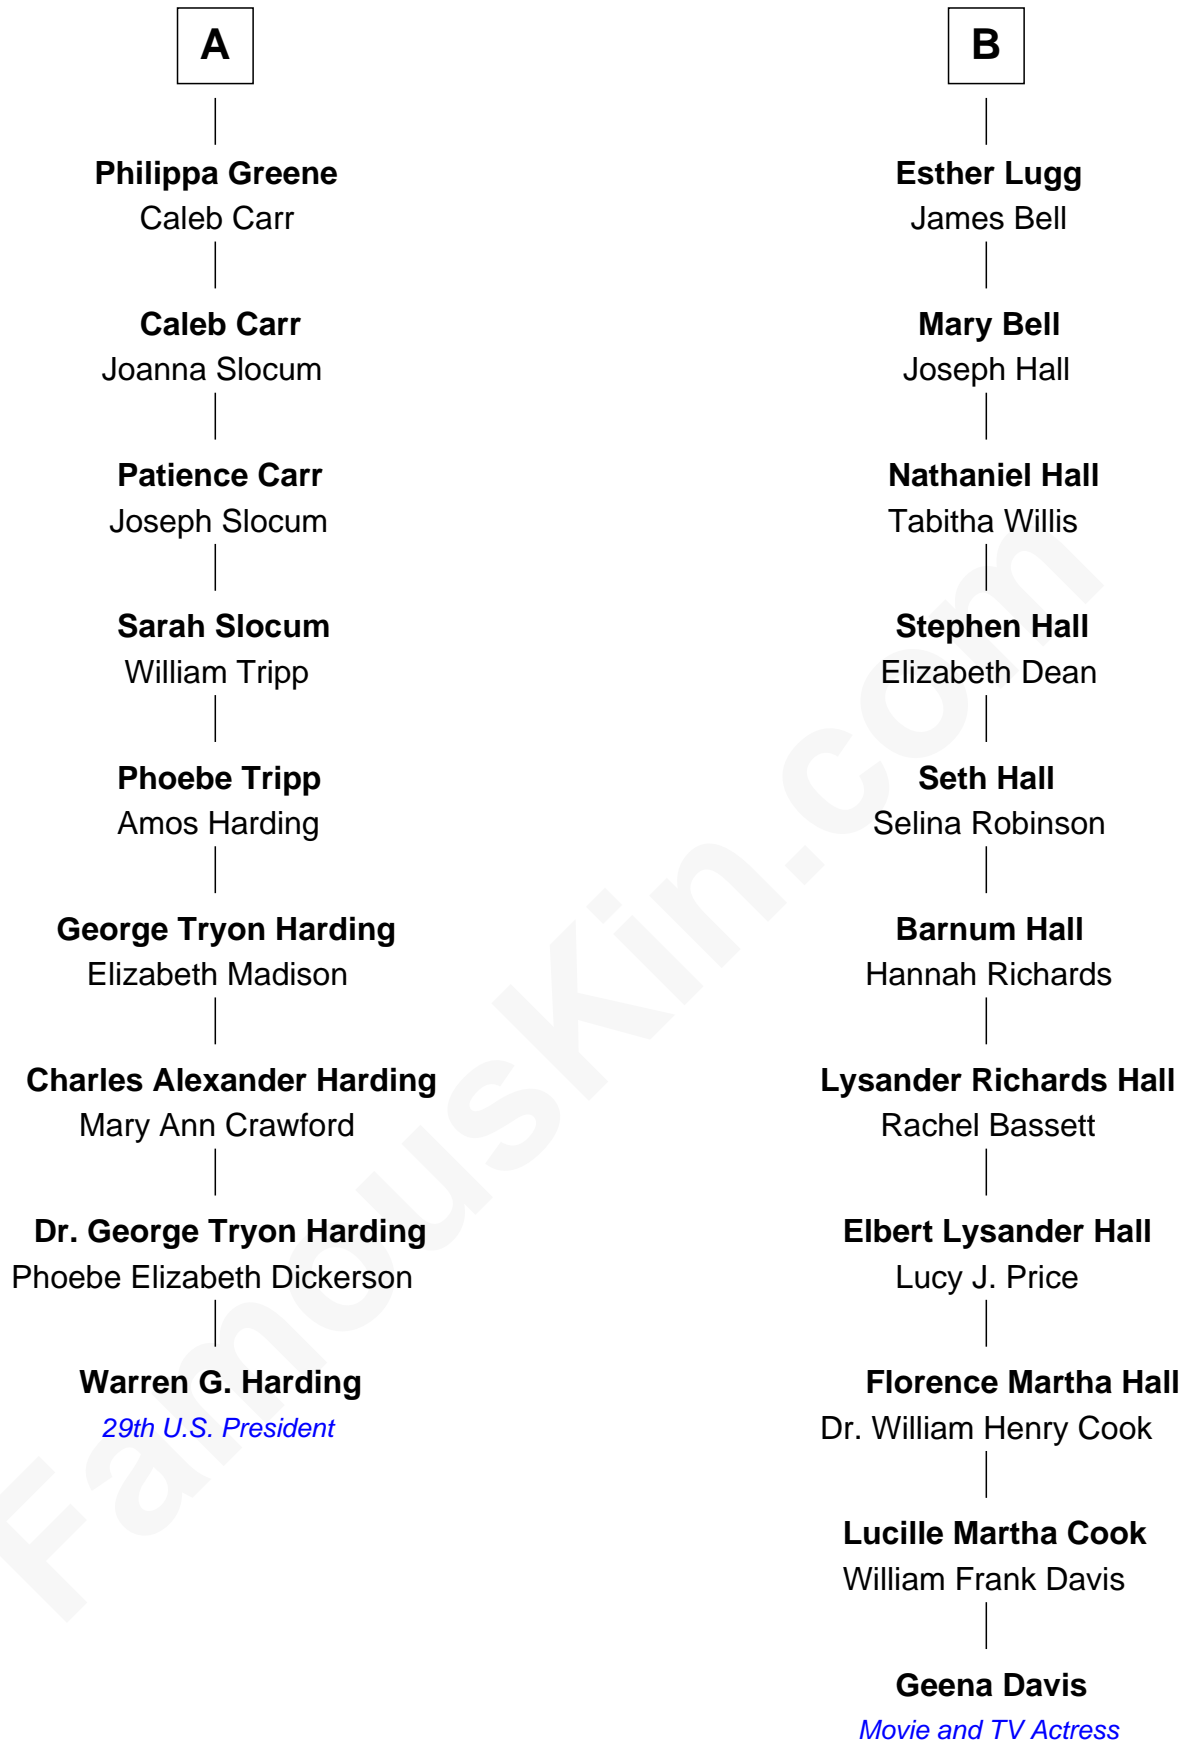 A
Philippa Greene
Caleb Carr
Caleb Carr
Joanna Slocum
Patience Carr
Joseph Slocum
Sarah Slocum
William Tripp
Phoebe Tripp
Amos Harding
George Tryon Harding
Elizabeth Madison
Charles Alexander Harding
Mary Ann Crawford
Dr. George Tryon Harding
Phoebe Elizabeth Dickerson
Warren G. Harding
29th U.S. President
B
Esther Lugg
James Bell
Mary Bell
Joseph Hall
Nathaniel Hall
Tabitha Willis
Stephen Hall
Elizabeth Dean
Seth Hall
Selina Robinson
Barnum Hall
Hannah Richards
Lysander Richards Hall
Rachel Bassett
Elbert Lysander Hall
Lucy J. Price
Florence Martha Hall
Dr. William Henry Cook
Lucille Martha Cook
William Frank Davis
Geena Davis
Movie and TV Actress
FamousKin.com